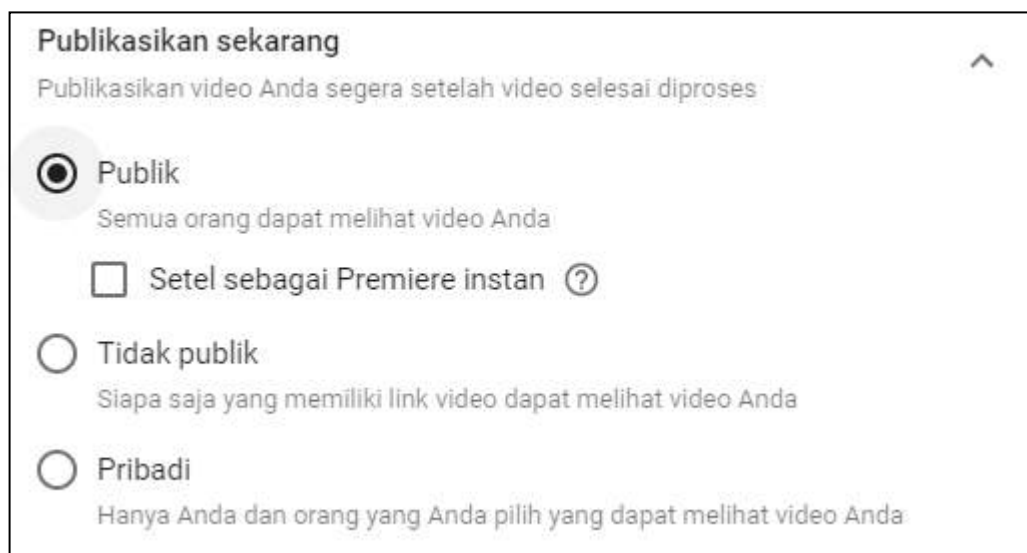 Publikasikan sekarang
Publikasikan video Anda segera setelah video selesai diproses
Publik
Semua orang dapat melihat video Anda
Setel sebagai Premiere instan
Tidak publik
Siapa saja yang memiliki link video dapat melihat video Anda
Pribadi
Hanya Anda dan orang yang Anda pilih yang dapat melihat video Anda